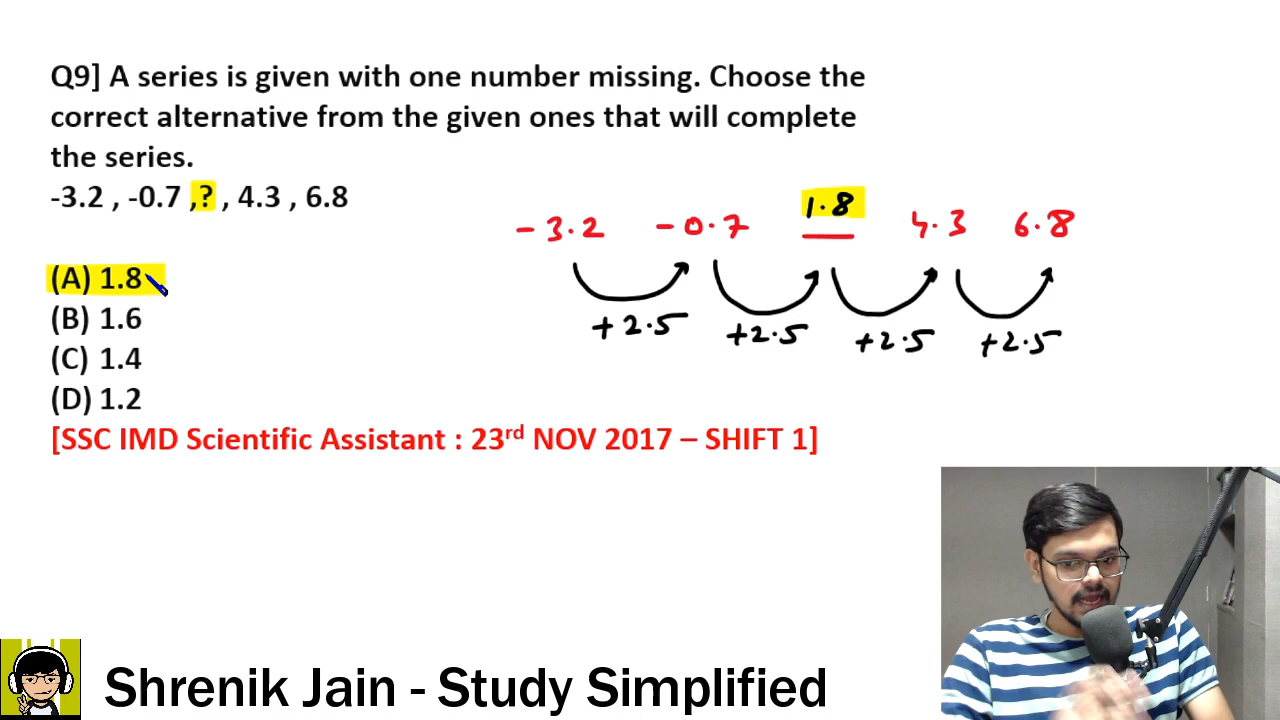 Q9] A series is given with one number missing. Choose the
correct alternative from the given ones that will complete
the series.
-3.2 , -0.7 ,? , 4.3 , 6.8
-3.2 -0.7 1.8 4.3 6.8
+2.5 +2.5 +2.5 +2.5
(A) 1.8
(B) 1.6
(C) 1.4
(D) 1.2
[SSC IMD Scientific Assistant : 23rd NOV 2017 – SHIFT 1]
Shrenik Jain - Study Simplified